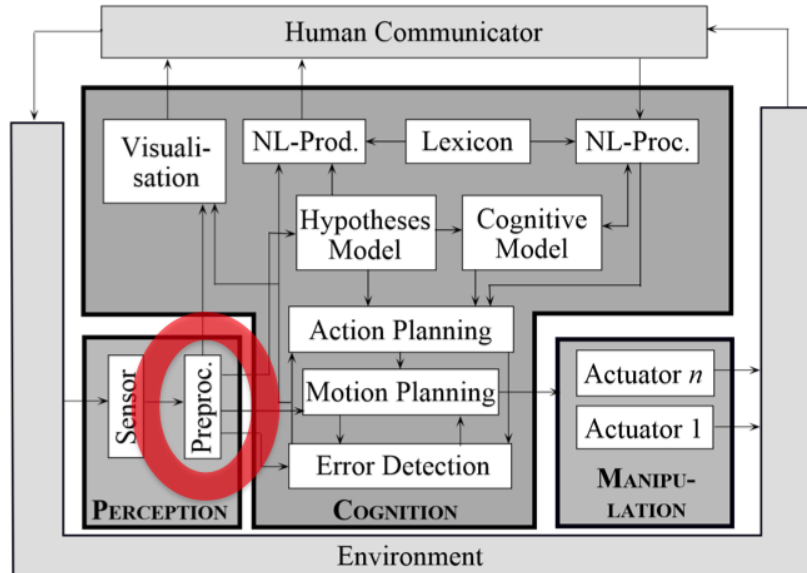 Human Communicator
Visuali-
sation
NL-Prod.
Lexicon
NL-Proc.
Hypotheses
Model
Cognitive
Model
Action Planning
Sensor
Preproc.
Motion Planning
Error Detection
Actuator n
Actuator 1
PERCEPTION
COGNITION
MANIPU-
LATION
Environment